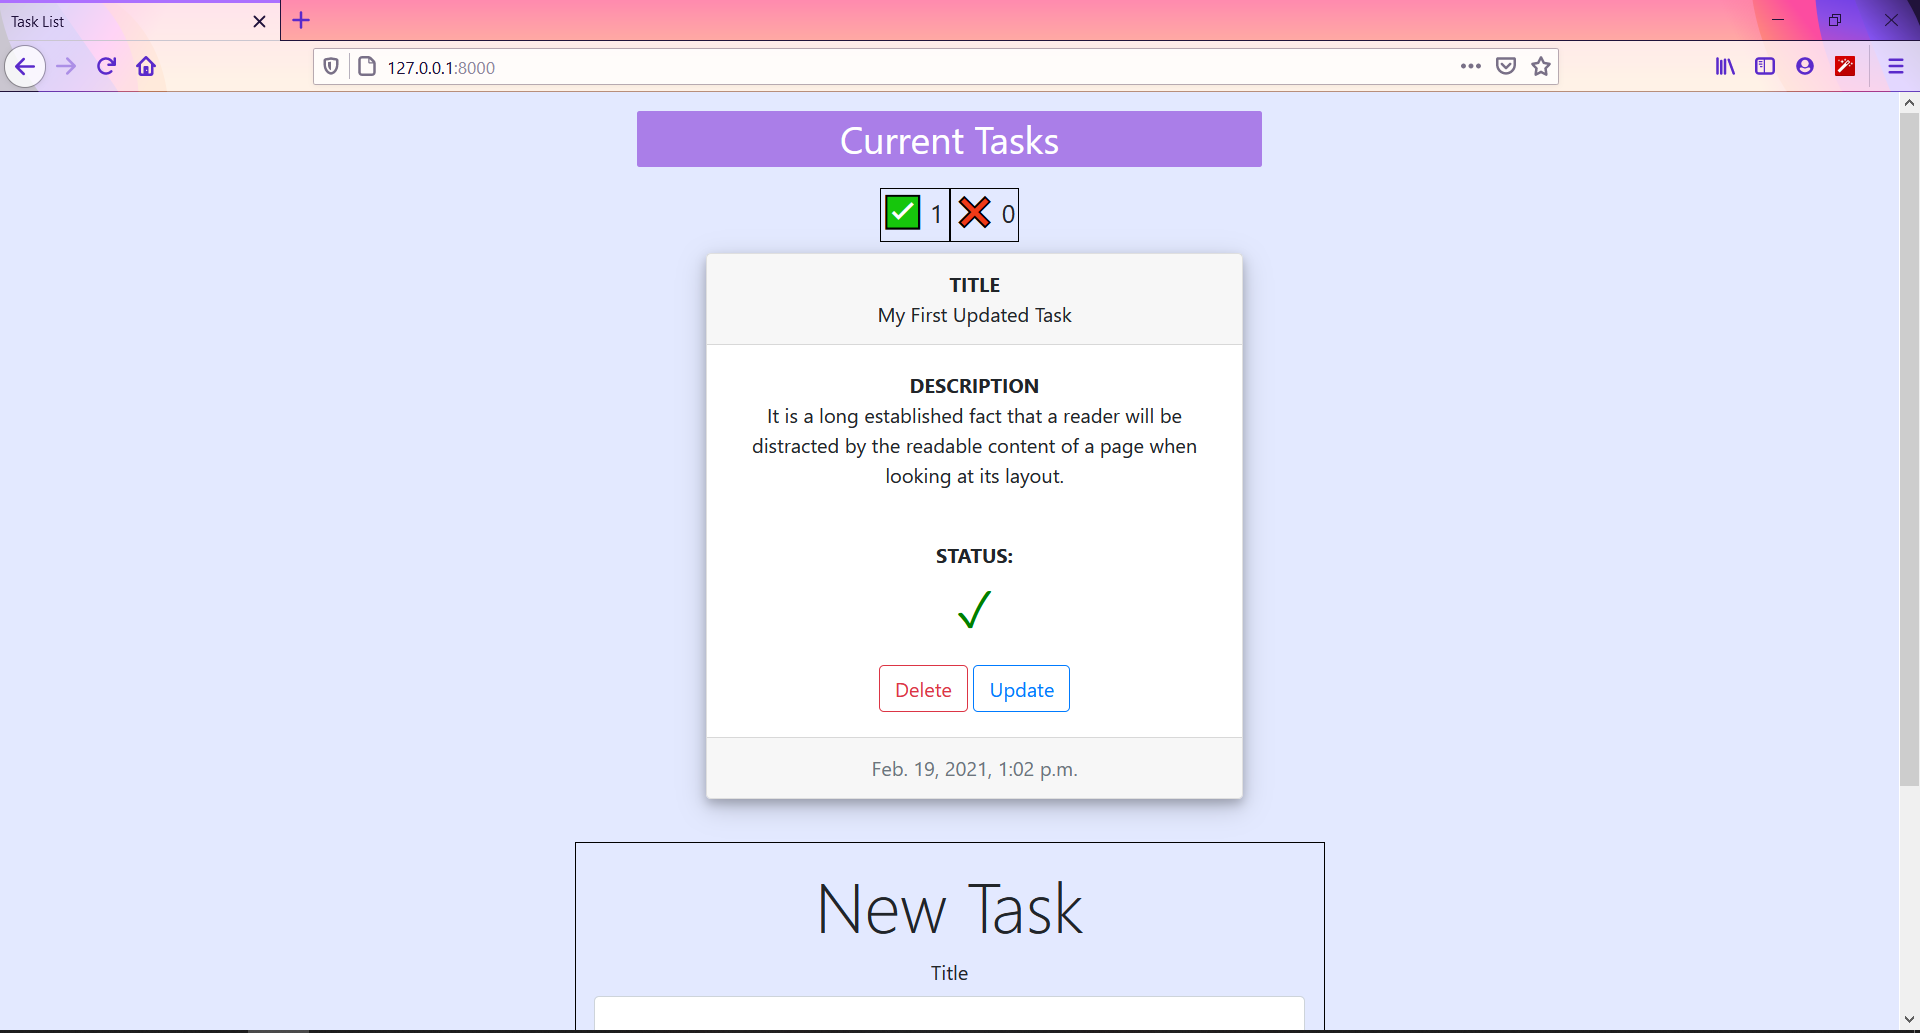 Task List
127.0.0.1:8000
Current Tasks
1 0
TITLE
My First Updated Task
DESCRIPTION
It is a long established fact that a reader will be
distracted by the readable content of a page when
looking at its layout.
STATUS:
Delete Update
Feb. 19, 2021, 1:02 p.m.
New Task
Title